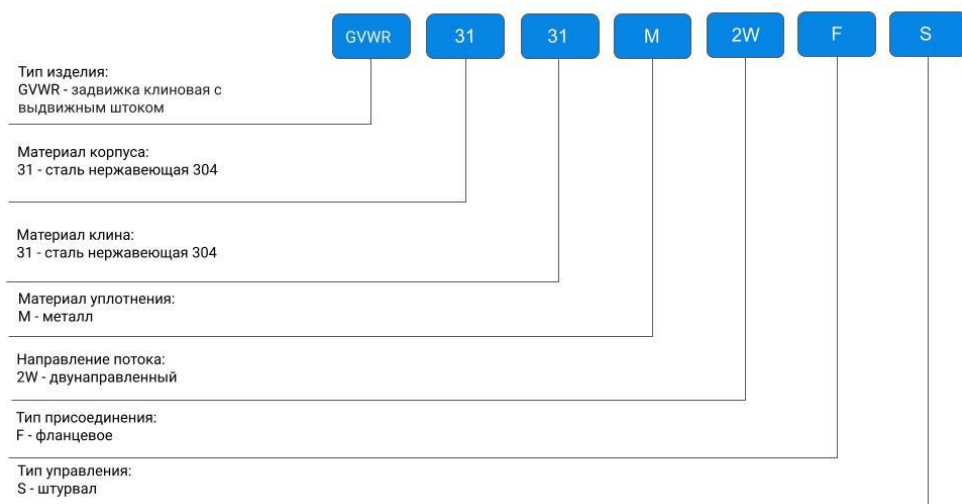 GVWR 31 31 M 2W F S
Тип изделия:
GVWR - задвижка клиновая с
выдвижным штоком
Материал корпуса:
31 - сталь нержавеющая 304
Материал клина:
31 - сталь нержавеющая 304
Материал уплотнения:
М - металл
Направление потока:
2W - двунаправленный
Тип присоединения:
F - фланцевое
Тип управления:
S - штурвал